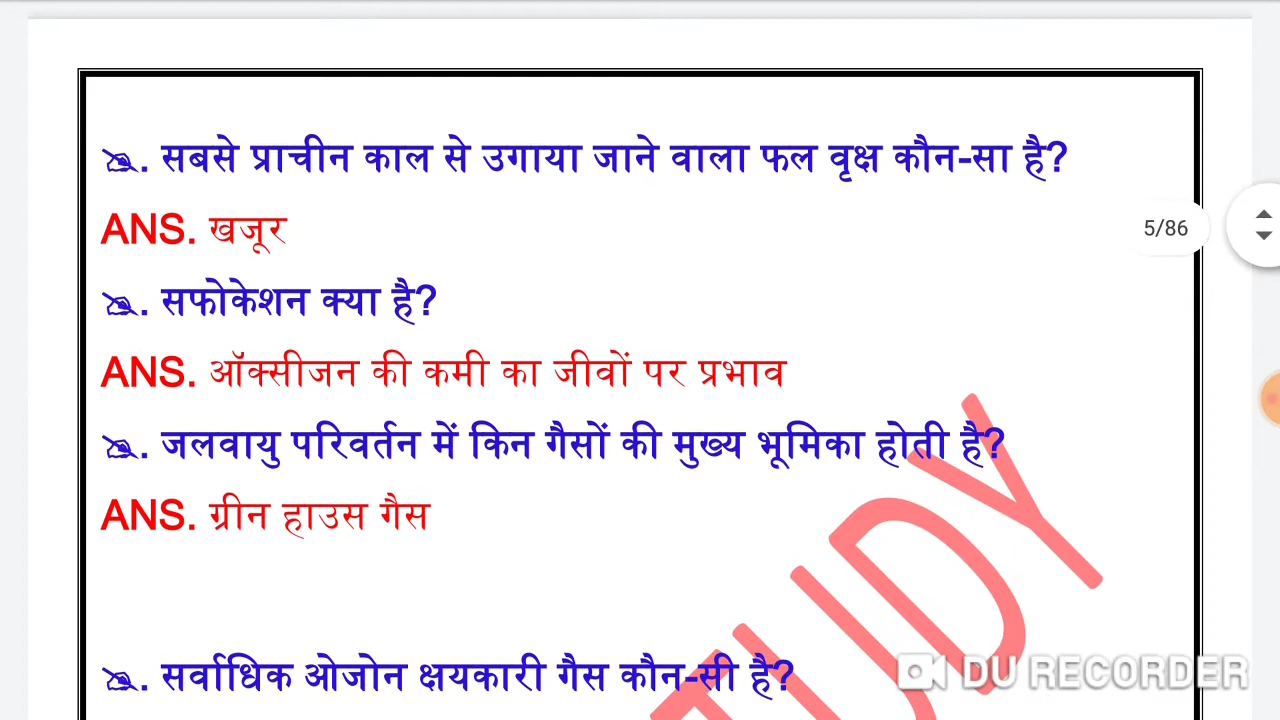 . सबसे प्राचीन काल से उगाया जाने वाला फल वृक्ष कौन-सा है?
ANS. खजूर
5/86
. सफोकेशन क्या है?
ANS. ऑक्सीजन की कमी का जीवों पर प्रभाव
. जलवायु परिवर्तन में किन गैसों की मुख्य भूमिका होती है?
ANS. ग्रीन हाउस गैस
TUDY
. सर्वाधिक ओजोन क्षयकारी गैस कौन-सी है?
DU RECORDER